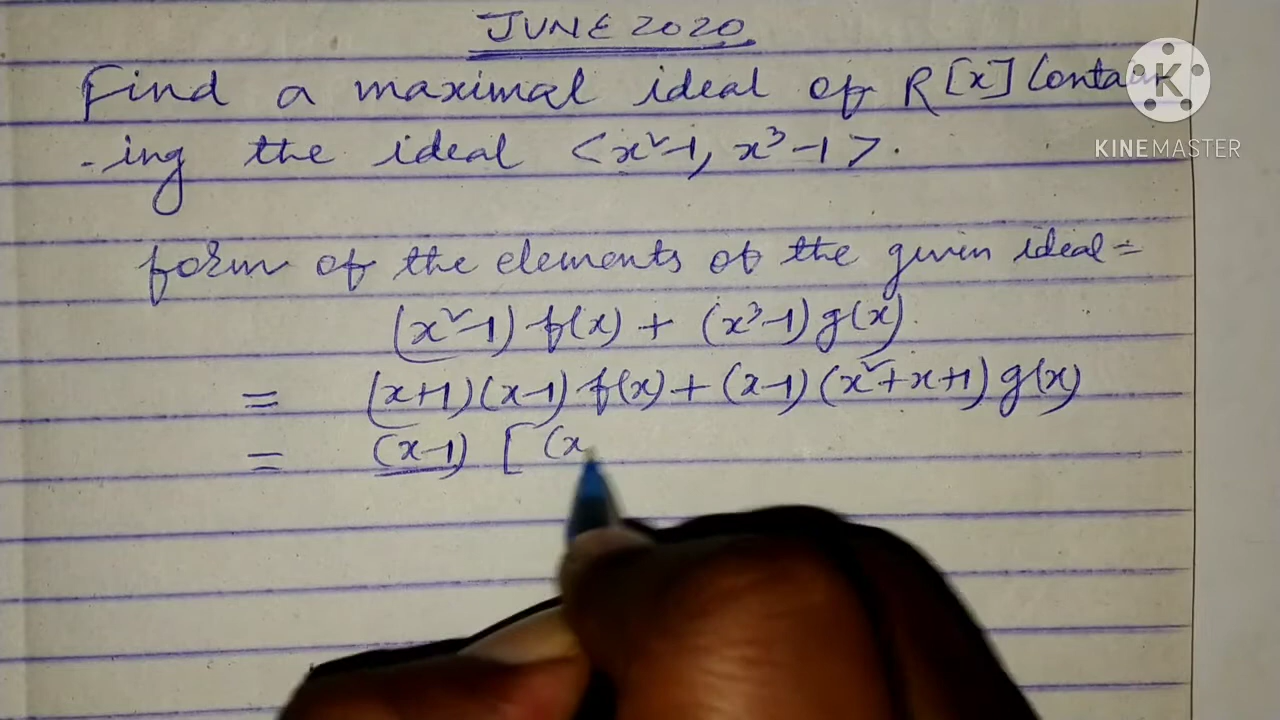 JUNE 2020
Find a maximal ideal of R[x] Contain
-ing the ideal <x²-1, x³-1>.
form of the elements of the given ideal =
(x²-1) f(x) + (x³-1) g(x)
= (x+1)(x-1) f(x) + (x-1)(x²+x+1) g(x)
= (x-1) [ (x
K
KINEMASTER